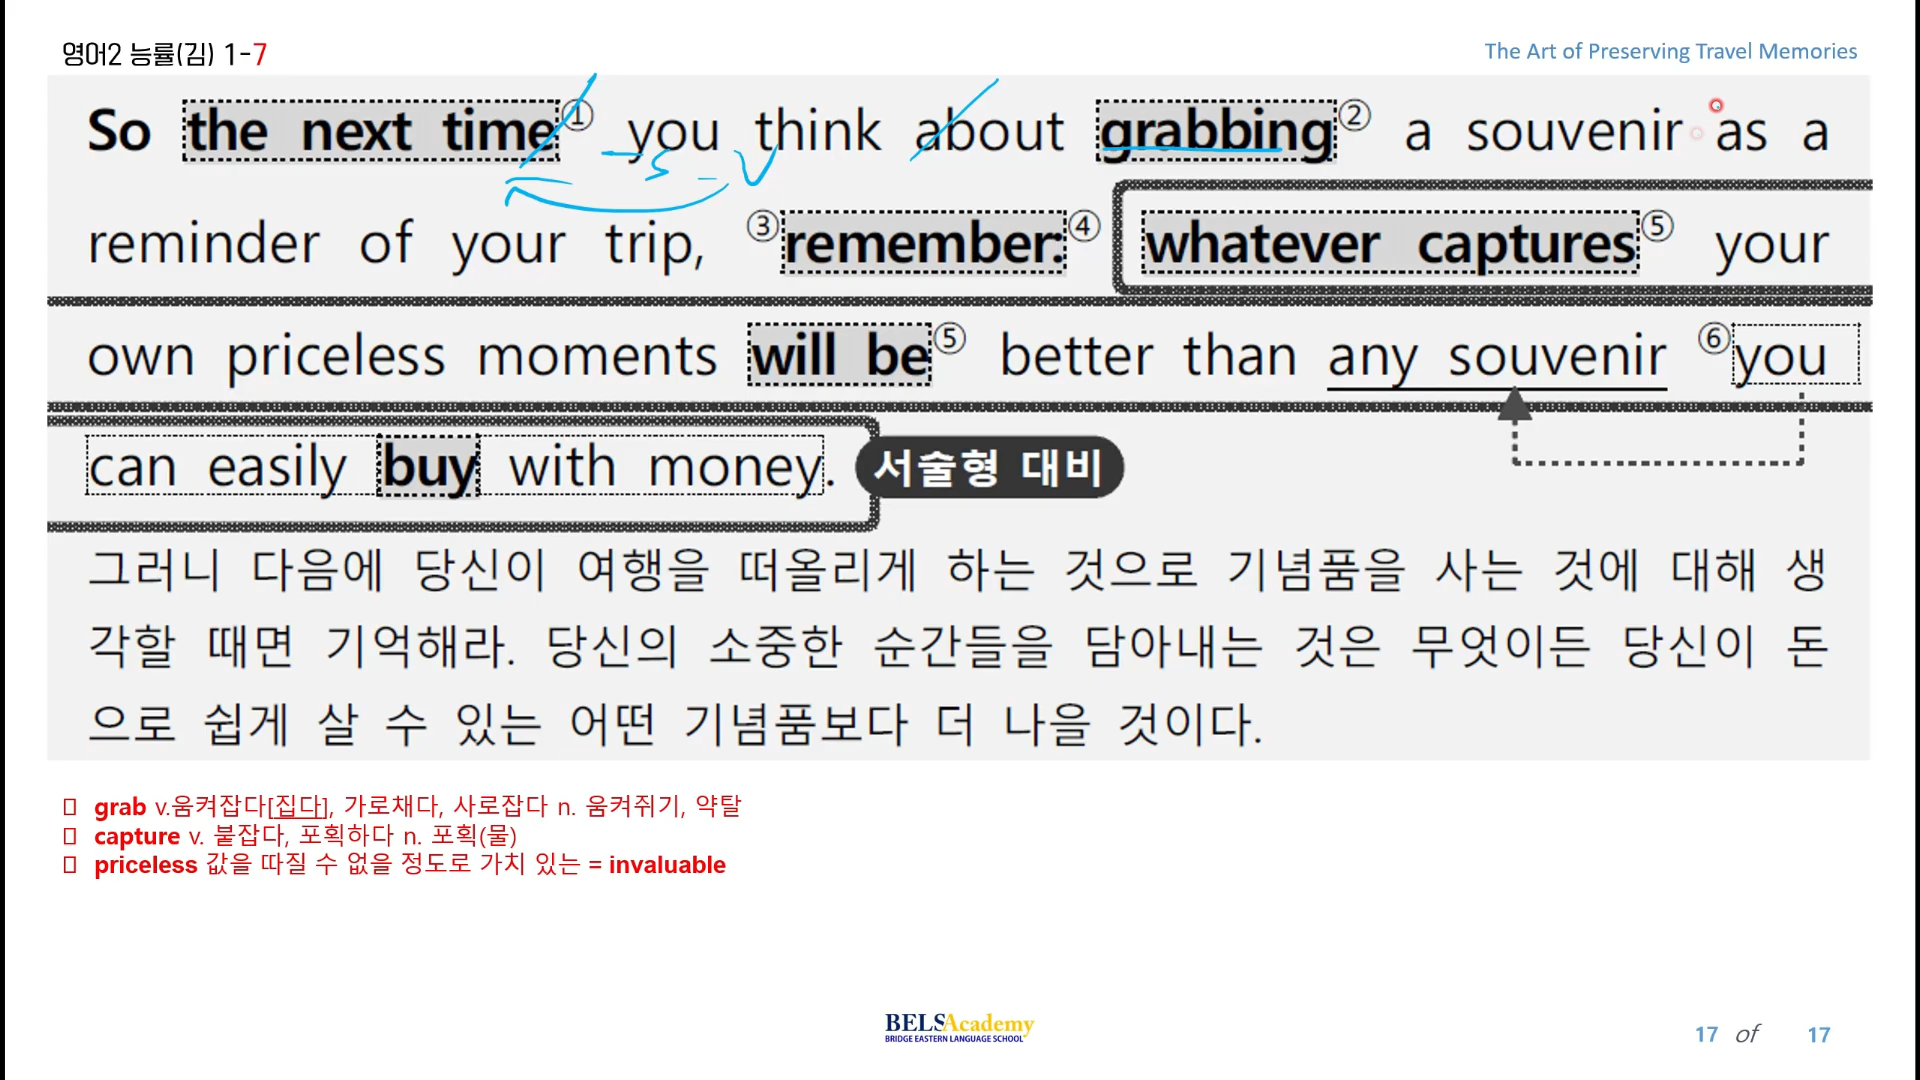 영어2 능률(김) 1-7
The Art of Preserving Travel Memories
So the next time① you think about grabbing② a souvenir as a
reminder of your trip, ③remember:④ whatever captures⑤ your
own priceless moments will be⑤ better than any souvenir ⑥you
can easily buy with money. 서술형 대비
S V
그러니 다음에 당신이 여행을 떠올리게 하는 것으로 기념품을 사는 것에 대해 생
각할 때면 기억해라. 당신의 소중한 순간들을 담아내는 것은 무엇이든 당신이 돈
으로 쉽게 살 수 있는 어떤 기념품보다 더 나을 것이다.
grab v.움켜잡다[집다], 가로채다, 사로잡다 n. 움켜쥐기, 약탈
capture v. 붙잡다, 포획하다 n. 포획(물)
priceless 값을 따질 수 없을 정도로 가치 있는 = invaluable
BELSAcademy
BRIDGE EASTERN LANGUAGE SCHOOL
17 of 17